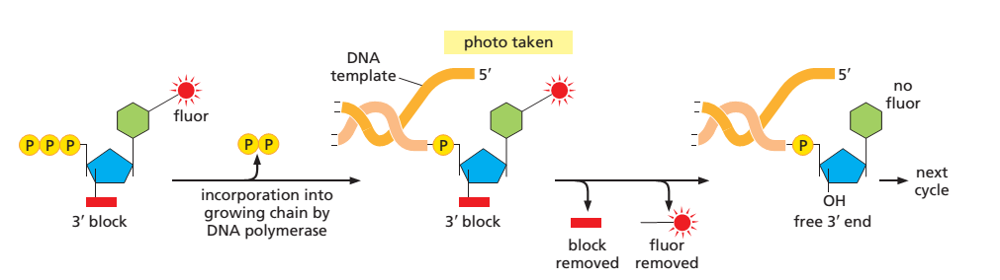 P P P
fluor
3′ block
P P
incorporation into
growing chain by
DNA polymerase
photo taken
DNA
template
5′
P
3′ block
block
removed
fluor
removed
5′
no
fluor
P
OH
free 3′ end
next
cycle